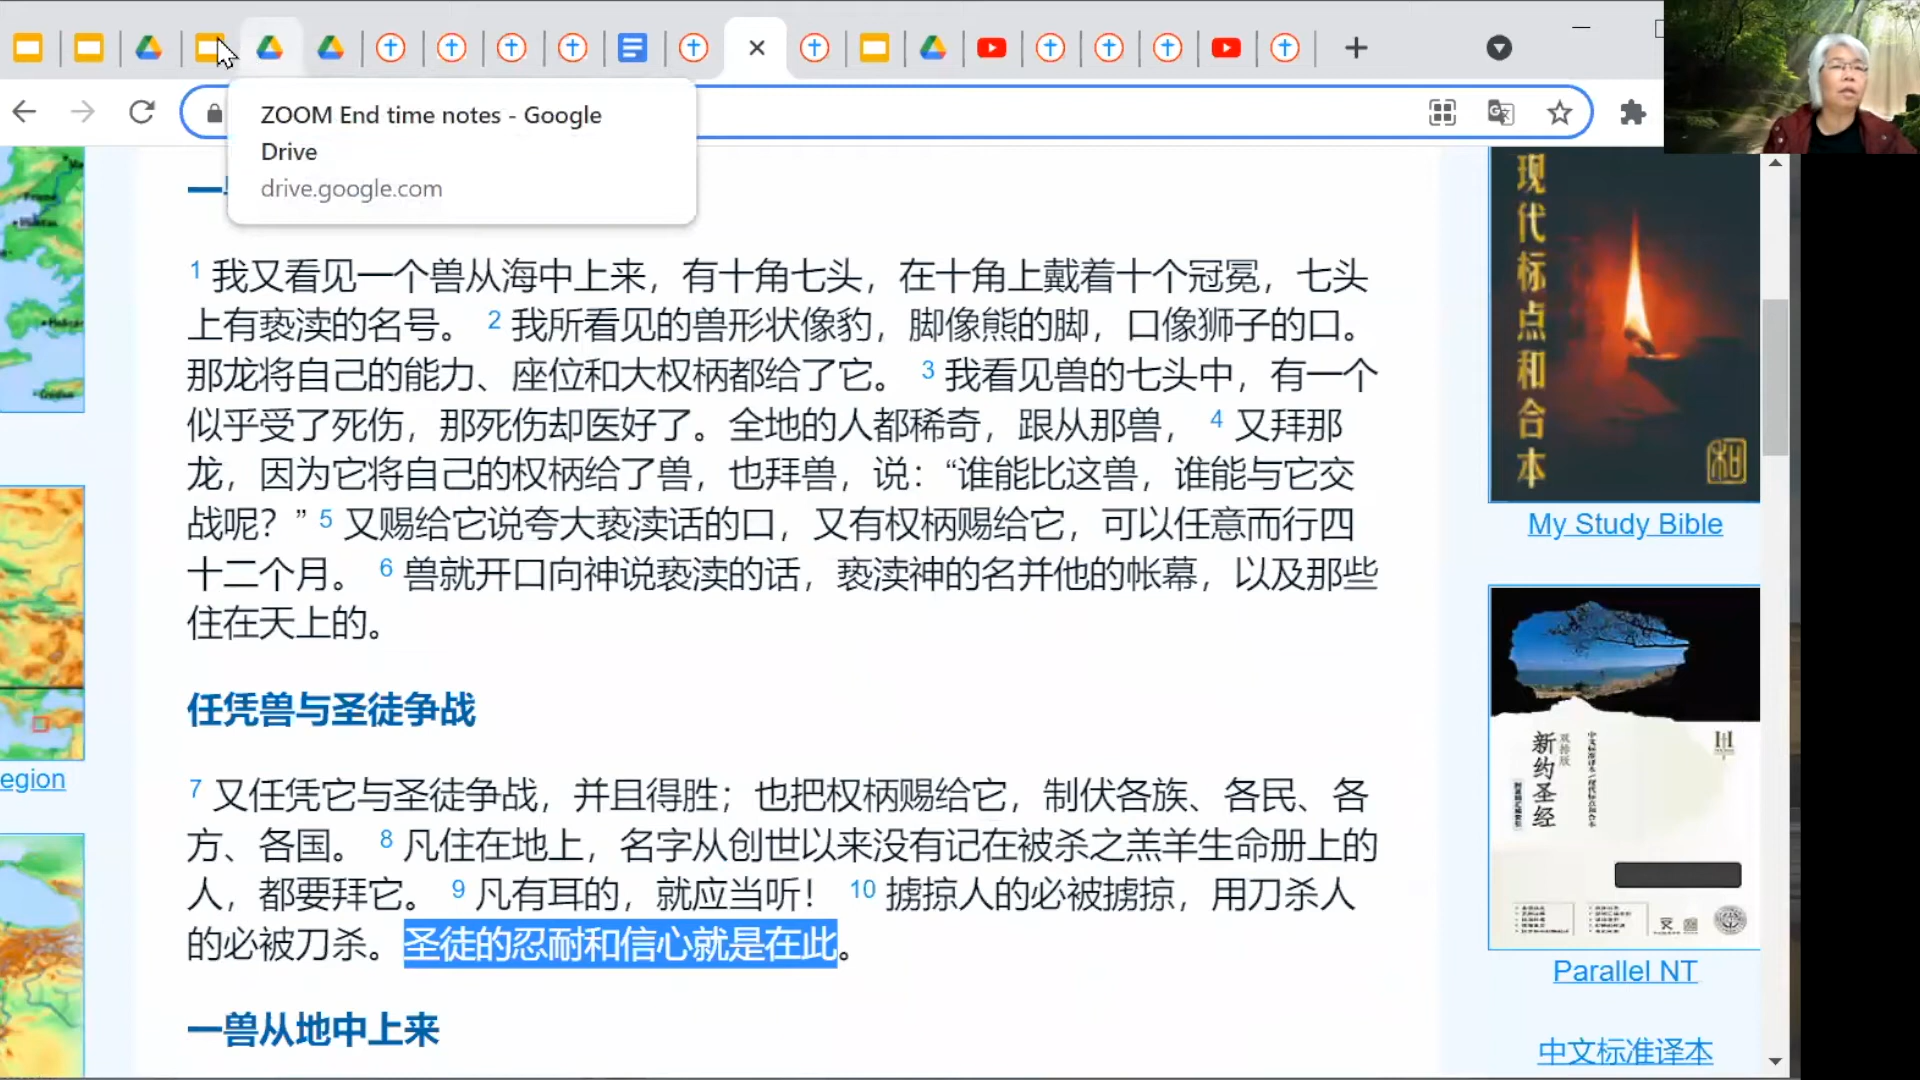 ZOOM End time notes - Google
Drive
drive.google.com
1 我又看见一个兽从海中上来，有十角七头，在十角上戴着十个冠冕，七头
上有亵渎的名号。 2 我所看见的兽形状像豹，脚像熊的脚，口像狮子的口。
那龙将自己的能力、座位和大权柄都给了它。 3 我看见兽的七头中，有一个
似乎受了死伤，那死伤却医好了。全地的人都稀奇，跟从那兽， 4 又拜那
龙，因为它将自己的权柄给了兽，也拜兽，说：“谁能比这兽，谁能与它交
战呢？” 5 又赐给它说夸大亵渎话的口，又有权柄赐给它，可以任意而行四
十二个月。 6 兽就开口向神说亵渎的话，亵渎神的名并他的帐幕，以及那些
住在天上的。
任凭兽与圣徒争战
7 又任凭它与圣徒争战，并且得胜；也把权柄赐给它，制伏各族、各民、各
方、各国。 8 凡住在地上，名字从创世以来没有记在被杀之羔羊生命册上的
人，都要拜它。 9 凡有耳的，就应当听！ 10 掳掠人的必被掳掠，用刀杀人
的必被刀杀。圣徒的忍耐和信心就是在此。
一兽从地中上来
egion
现代标点和合本
和
My Study Bible
新约圣经
双排版
Parallel NT
中文标准译本